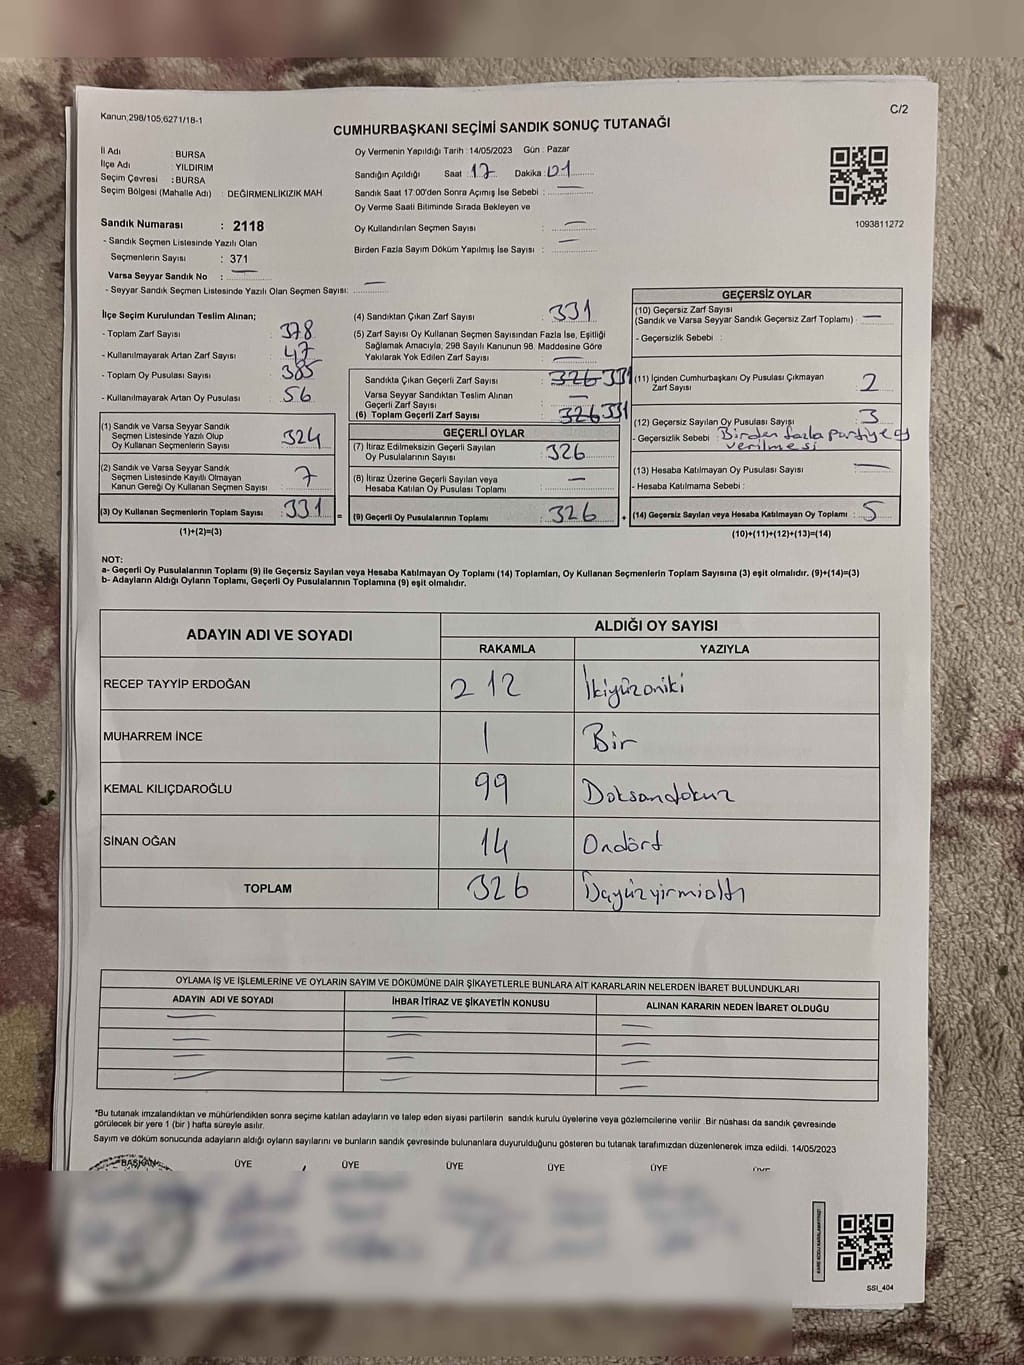 Kanun,298/105,6271/18-1
C/2
CUMHURBAŞKANI SEÇİMİ SANDIK SONUÇ TUTANAĞI
İl Adı : BURSA
İlçe Adı : YILDIRIM
Seçim Çevresi : BURSA
Seçim Bölgesi (Mahalle Adı) : DEĞİRMENLİKIZIK MAH
Oy Vermenin Yapıldığı Tarih :14/05/2023 Gün : Pazar
Sandığın Açıldığı Saat : 17 Dakika : 01
Sandık Saat 17:00'den Sonra Açımış İse Sebebi : —
Oy Verme Saati Bitiminde Sırada Bekleyen ve
Oy Kullandırılan Seçmen Sayısı : —
Birden Fazla Sayım Döküm Yapılmış İse Sayısı : —
1093811272
Sandık Numarası : 2118
- Sandık Seçmen Listesinde Yazılı Olan
Seçmenlerin Sayısı : 371
Varsa Seyyar Sandık No : —
- Seyyar Sandık Seçmen Listesinde Yazılı Olan Seçmen Sayısı: —
İlçe Seçim Kurulundan Teslim Alınan;
- Toplam Zarf Sayısı 378
- Kullanılmayarak Artan Zarf Sayısı 47
- Toplam Oy Pusulası Sayısı 385
- Kullanılmayarak Artan Oy Pusulası 56
(1) Sandık ve Varsa Seyyar Sandık
Seçmen Listesinde Yazılı Olup
Oy Kullanan Seçmenlerin Sayısı 324
(2) Sandık ve Varsa Seyyar Sandık
Seçmen Listesinde Kayıtlı Olmayan
Kanun Gereği Oy Kullanan Seçmen Sayısı 7
(3) Oy Kullanan Seçmenlerin Toplam Sayısı 331
(1)+(2)=(3)
(4) Sandıktan Çıkan Zarf Sayısı : 331
(5) Zarf Sayısı Oy Kullanan Seçmen Sayısından Fazla İse, Eşitliği
Sağlamak Amacıyla, 298 Sayılı Kanunun 98. Maddesine Göre
Yakılarak Yok Edilen Zarf Sayısı : —
Sandıkta Çıkan Geçerli Zarf Sayısı : 326 331
Varsa Seyyar Sandıktan Teslim Alınan
Geçerli Zarf Sayısı : —
(6) Toplam Geçerli Zarf Sayısı : 326 331
GEÇERLİ OYLAR
(7) İtiraz Edilmeksizin Geçerli Sayılan
Oy Pusulalarının Sayısı : 326
(8) İtiraz Üzerine Geçerli Sayılan veya
Hesaba Katılan Oy Pusulası Toplamı : —
(9) Geçerli Oy Pusulalarının Toplamı : 326
GEÇERSİZ OYLAR
(10) Geçersiz Zarf Sayısı
(Sandık ve Varsa Seyyar Sandık Geçersiz Zarf Toplamı) : —
- Geçersizlik Sebebi :
(11) İçinden Cumhurbaşkanı Oy Pusulası Çıkmayan
Zarf Sayısı : 2
(12) Geçersiz Sayılan Oy Pusulası Sayısı : 3
- Geçersizlik Sebebi : Birden fazla partiye oy
verilmesi
(13) Hesaba Katılmayan Oy Pusulası Sayısı : —
- Hesaba Katılmama Sebebi :
(14) Geçersiz Sayılan veya Hesaba Katılmayan Oy Toplamı : 5
(10)+(11)+(12)+(13)=(14)
NOT:
a- Geçerli Oy Pusulalarının Toplamı (9) ile Geçersiz Sayılan veya Hesaba Katılmayan Oy Toplamı (14) Toplamları, Oy Kullanan Seçmenlerin Toplam Sayısına (3) eşit olmalıdır. (9)+(14)=(3)
b- Adayların Aldığı Oyların Toplamı, Geçerli Oy Pusulalarının Toplamına (9) eşit olmalıdır.
ADAYIN ADI VE SOYADI
ALDIĞI OY SAYISI
RAKAMLA YAZIYLA
RECEP TAYYİP ERDOĞAN 212 İkiyüzoniki
MUHARREM İNCE 1 Bir
KEMAL KILIÇDAROĞLU 99 Doksandokuz
SİNAN OĞAN 14 Ondört
TOPLAM 326 Üçyüzyirmialtı
OYLAMA İŞ VE İŞLEMLERİNE VE OYLARIN SAYIM VE DÖKÜMÜNE DAİR ŞİKAYETLERLE BUNLARA AİT KARARLARIN NELERDEN İBARET BULUNDUKLARI
ADAYIN ADI VE SOYADI İHBAR İTİRAZ VE ŞİKAYETİN KONUSU ALINAN KARARIN NEDEN İBARET OLDUĞU
*Bu tutanak imzalandıktan ve mühürlendikten sonra seçime katılan adayların ve talep eden siyasi partilerin sandık kurulu üyelerine veya gözlemcilerine verilir .Bir nüshası da sandık çevresinde
görülecek bir yere 1 (bir ) hafta süreyle asılır.
Sayım ve döküm sonucunda adayların aldığı oyların sayılarını ve bunların sandık çevresinde bulunanlara duyurulduğunu gösteren bu tutanak tarafımızdan düzenlenerek imza edildi. 14/05/2023
BAŞKAN ÜYE ÜYE ÜYE ÜYE ÜYE ÜYE
SSI_404